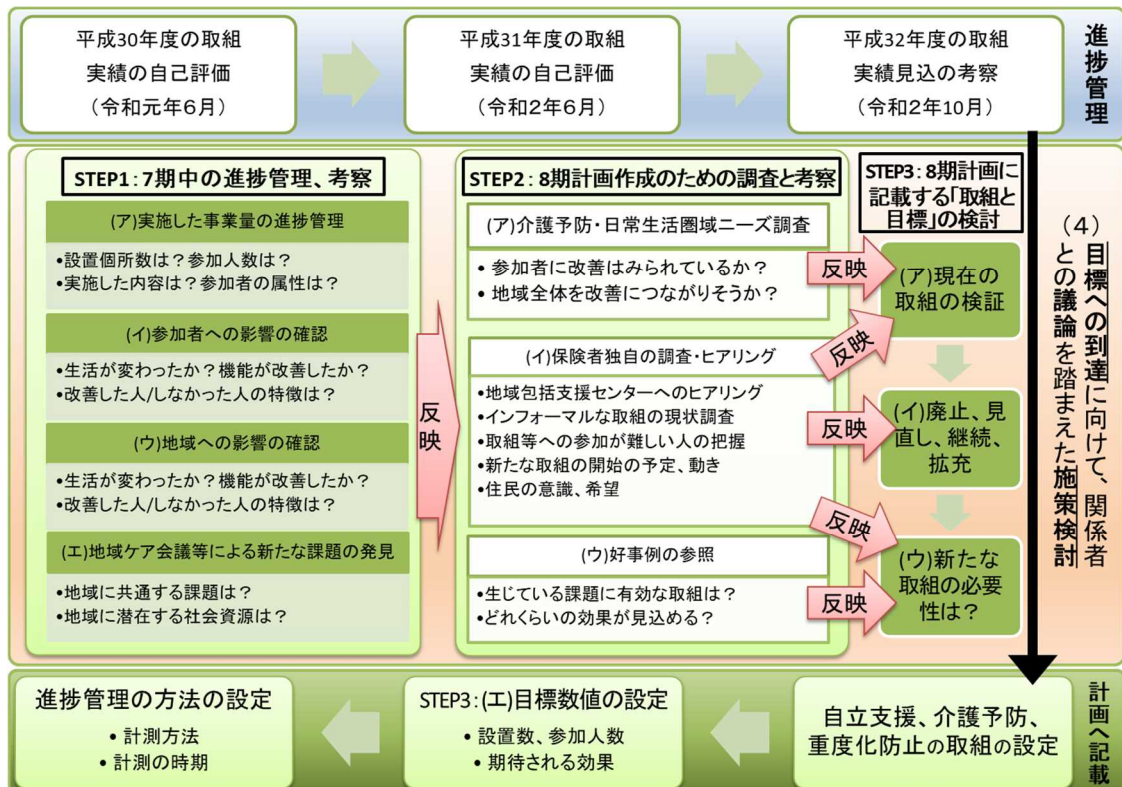 平成30年度の取組
実績の自己評価
（令和元年6月）
平成31年度の取組
実績の自己評価
（令和2年6月）
平成32年度の取組
実績見込の考察
（令和2年10月）
進捗管理
STEP1：7期中の進捗管理、考察
(ア)実施した事業量の進捗管理
•設置個所数は？参加人数は？
•実施した内容は？参加者の属性は？
(イ)参加者への影響の確認
•生活が変わったか？機能が改善したか？
•改善した人/しなかった人の特徴は？
(ウ)地域への影響の確認
•生活が変わったか？機能が改善したか？
•改善した人/しなかった人の特徴は？
(エ)地域ケア会議等による新たな課題の発見
•地域に共通する課題は？
•地域に潜在する社会資源は？
反映
STEP2：8期計画作成のための調査と考察
(ア)介護予防・日常生活圏域ニーズ調査
• 参加者に改善はみられているか？
• 地域全体を改善につながりそうか？
(イ)保険者独自の調査・ヒアリング
•地域包括支援センターへのヒアリング
•インフォーマルな取組の現状調査
•取組等への参加が難しい人の把握
•新たな取組の開始の予定、動き
•住民の意識、希望
(ウ)好事例の参照
•生じている課題に有効な取組は？
•どれくらいの効果が見込める？
反映
反映
反映
反映
反映
STEP3：8期計画に
記載する「取組と
目標」の検討
(ア)現在の
取組の検証
(イ)廃止、見
直し、継続、
拡充
(ウ)新たな
取組の必要
性は？
（4）目標への到達に向けて、関係者
との議論を踏まえた施策検討
自立支援、介護予防、
重度化防止の取組の設定
STEP3：(エ)目標数値の設定
• 設置数、参加人数
• 期待される効果
進捗管理の方法の設定
• 計測方法
• 計測の時期
計画へ記載